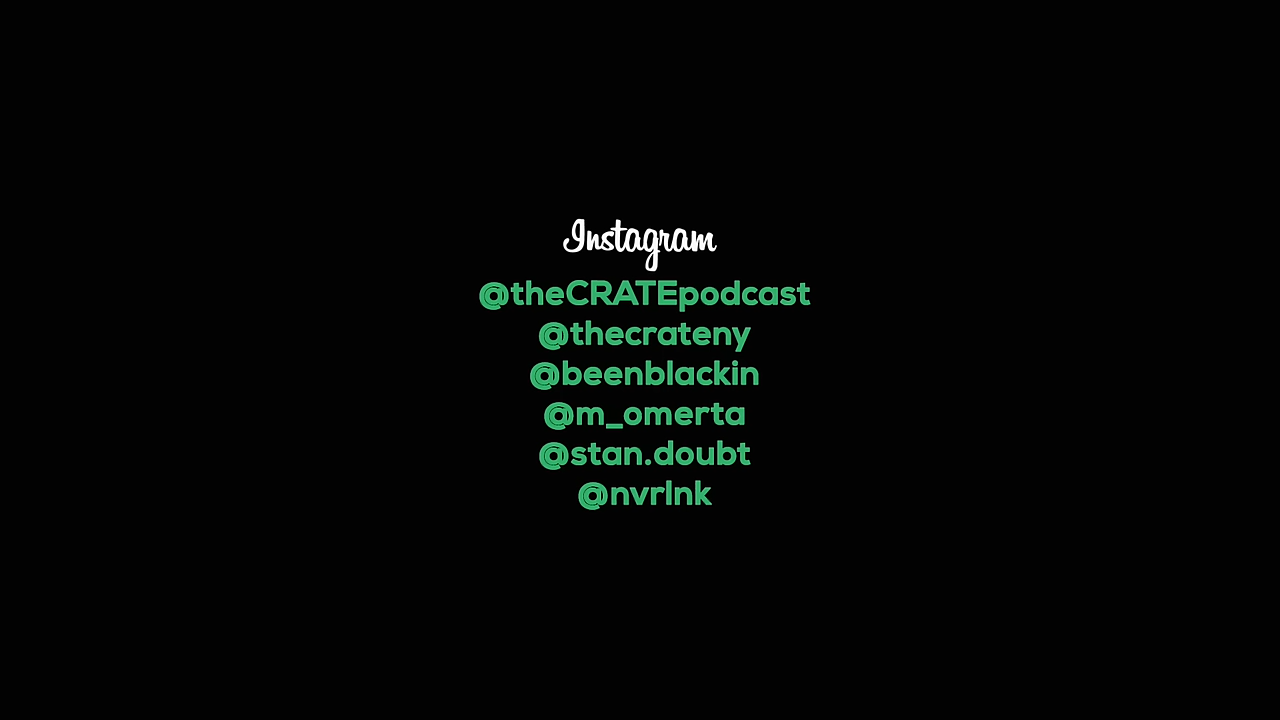 Instagram
@theCRATEpodcast
@thecrateny
@beenblackin
@m_omerta
@stan.doubt
@nvrlnk